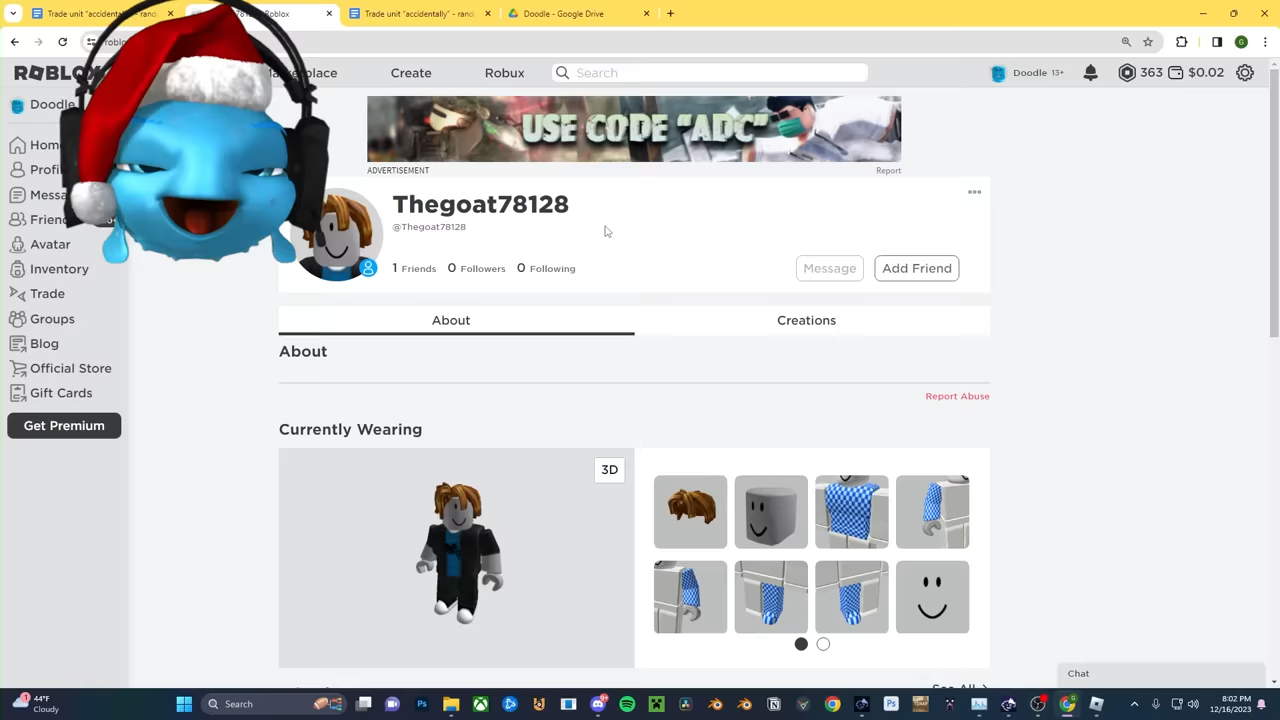 Trade unit "accidentally" - rand
Roblox
Trade unit "accidentally" - rand
Doodle - Google Drive
ROBLOX
Create
Robux
Search
Doodle 13+
363
$0.02
Doodle
Home
Inventory
Avatar
Trade
Groups
Blog
Official Store
Gift Cards
Get Premium
USE CODE "ADC"
ADVERTISEMENT
Report
Thegoat78128
@Thegoat78128
1 Friends 0 Followers 0 Following
Message
Add Friend
About
Creations
About
Report Abuse
Currently Wearing
3D
See All
Chat
1
44°F
Cloudy
Search
8:02 PM
12/16/2023